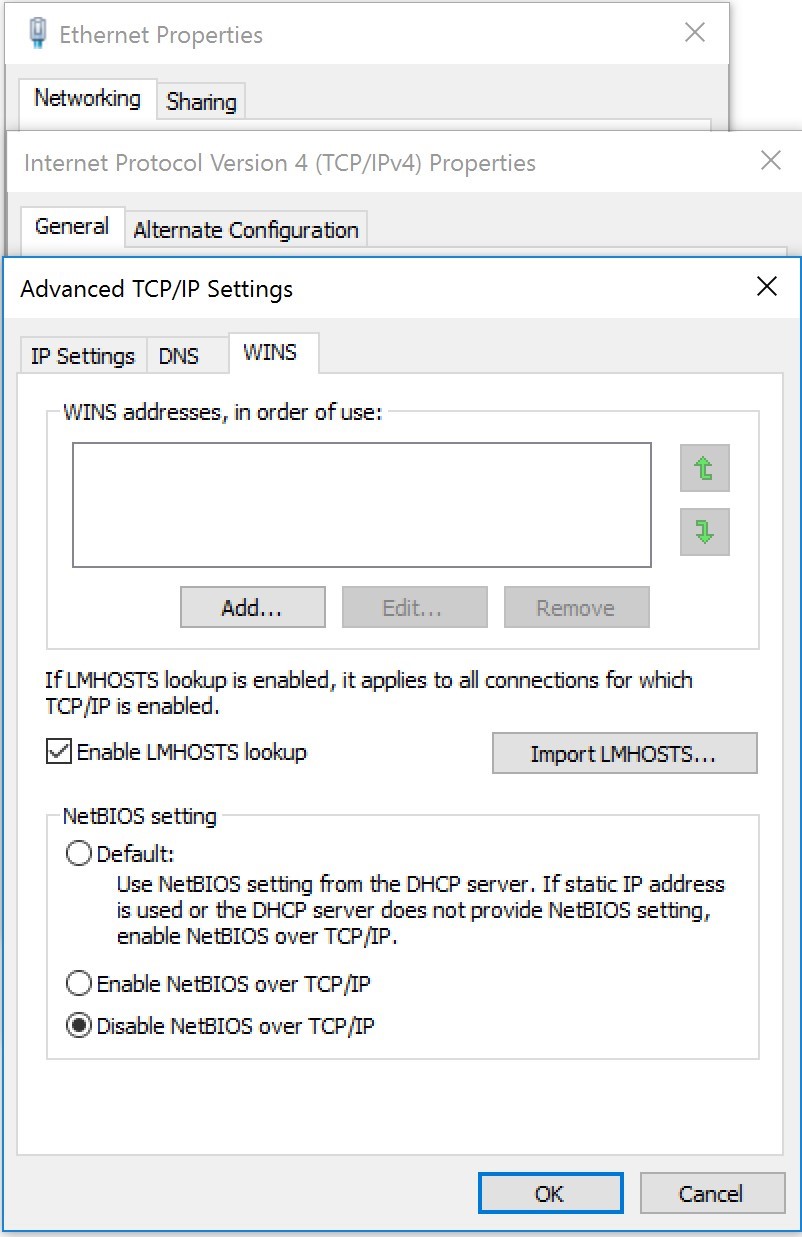 Ethernet Properties
Networking
Sharing
Internet Protocol Version 4 (TCP/IPv4) Properties
General
Alternate Configuration
Advanced TCP/IP Settings
IP Settings
DNS
WINS
WINS addresses, in order of use:
Add...
Edit...
Remove
If LMHOSTS lookup is enabled, it applies to all connections for which
TCP/IP is enabled.
Enable LMHOSTS lookup
Import LMHOSTS...
NetBIOS setting
Default:
Use NetBIOS setting from the DHCP server. If static IP address
is used or the DHCP server does not provide NetBIOS setting,
enable NetBIOS over TCP/IP.
Enable NetBIOS over TCP/IP
Disable NetBIOS over TCP/IP
OK
Cancel